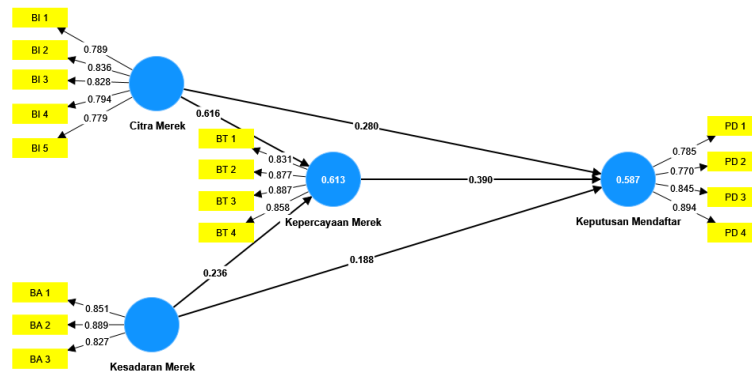 BI 1
0.789
BI 2
0.836
BI 3
0.828
BI 4
0.794
BI 5
0.779
Citra Merek
0.616
0.280
BT 1
0.831
BT 2
0.877
BT 3
0.887
BT 4
0.858
0.613
Kepercayaan Merek
0.390
0.587
Keputusan Mendaftar
PD 1
0.785
PD 2
0.770
PD 3
0.845
PD 4
0.894
0.236
0.188
BA 1
0.851
BA 2
0.889
BA 3
0.827
Kesadaran Merek